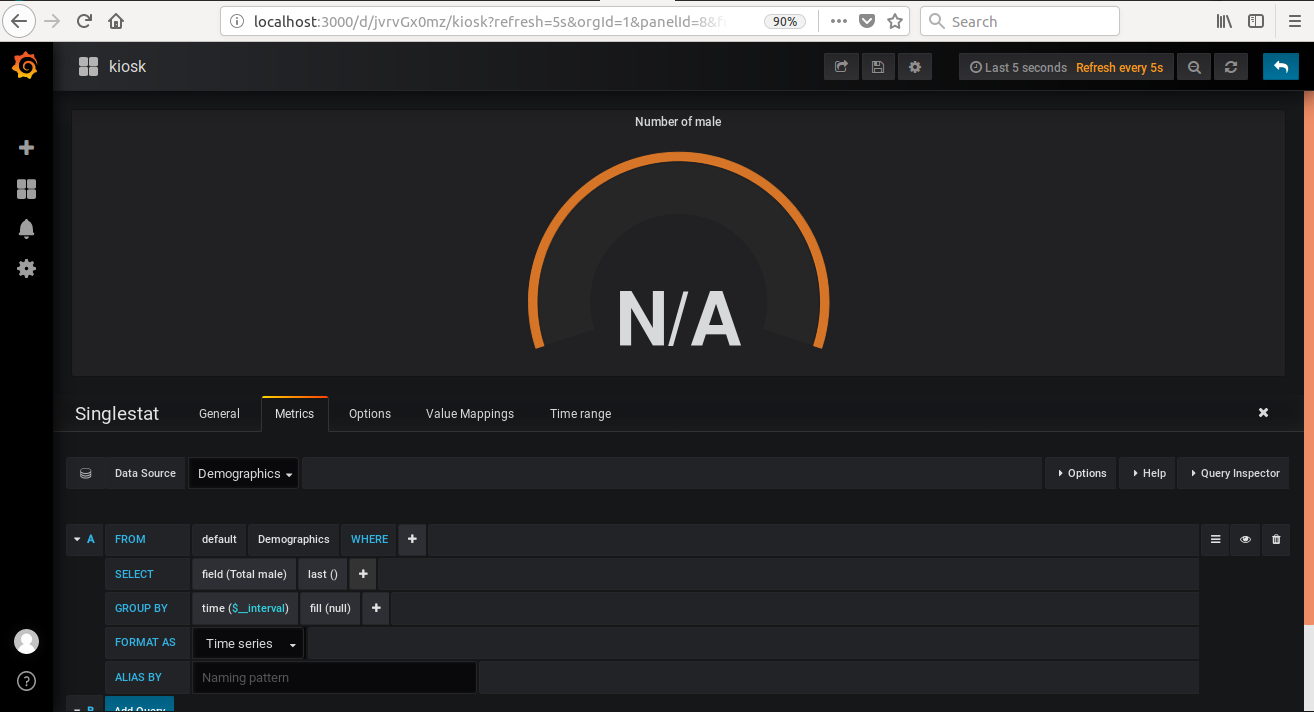 localhost:3000/d/jvrvGx0mz/kiosk?refresh=5s&orgId=1&panelId=8&f
90%
Search
kiosk
Last 5 seconds Refresh every 5s
Number of male
N/A
Singlestat General Metrics Options Value Mappings Time range
Data Source Demographics Options Help Query Inspector
A FROM default Demographics WHERE
SELECT field (Total male) last ()
GROUP BY time ($__interval) fill (null)
FORMAT AS Time series
ALIAS BY Naming pattern
B Add Query